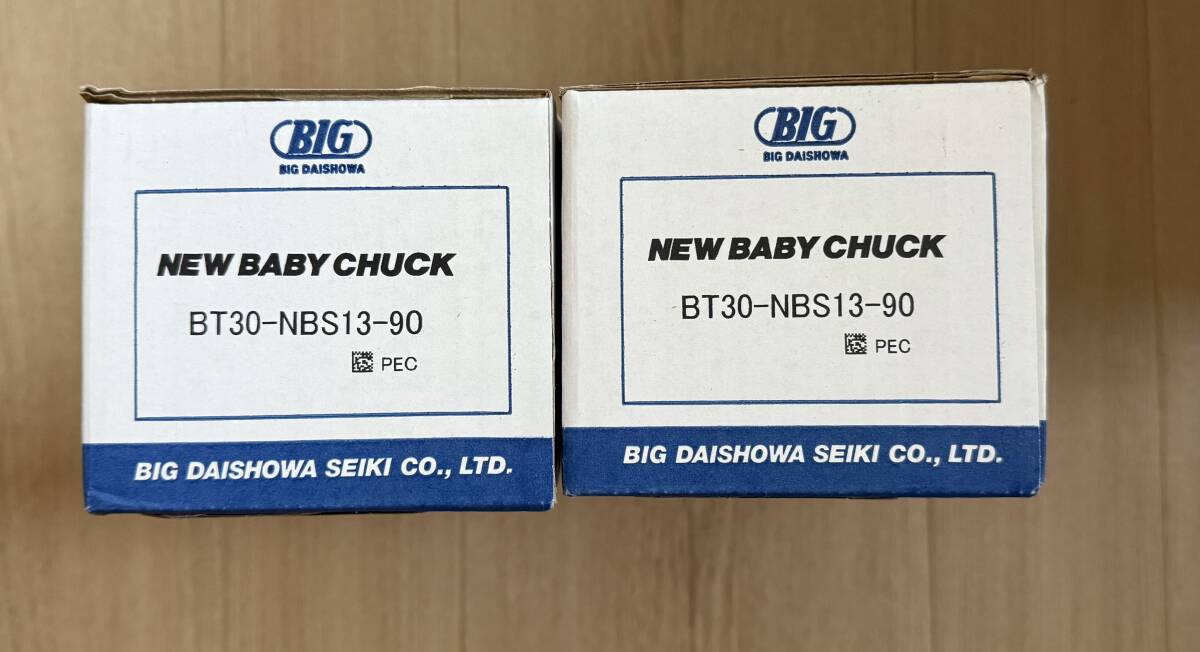 BIG
BIG DAISHOWA
NEW BABY CHUCK
BT30-NBS13-90
PEC
BIG DAISHOWA SEIKI CO., LTD.
BIG
BIG DAISHOWA
NEW BABY CHUCK
BT30-NBS13-90
PEC
BIG DAISHOWA SEIKI CO., LTD.